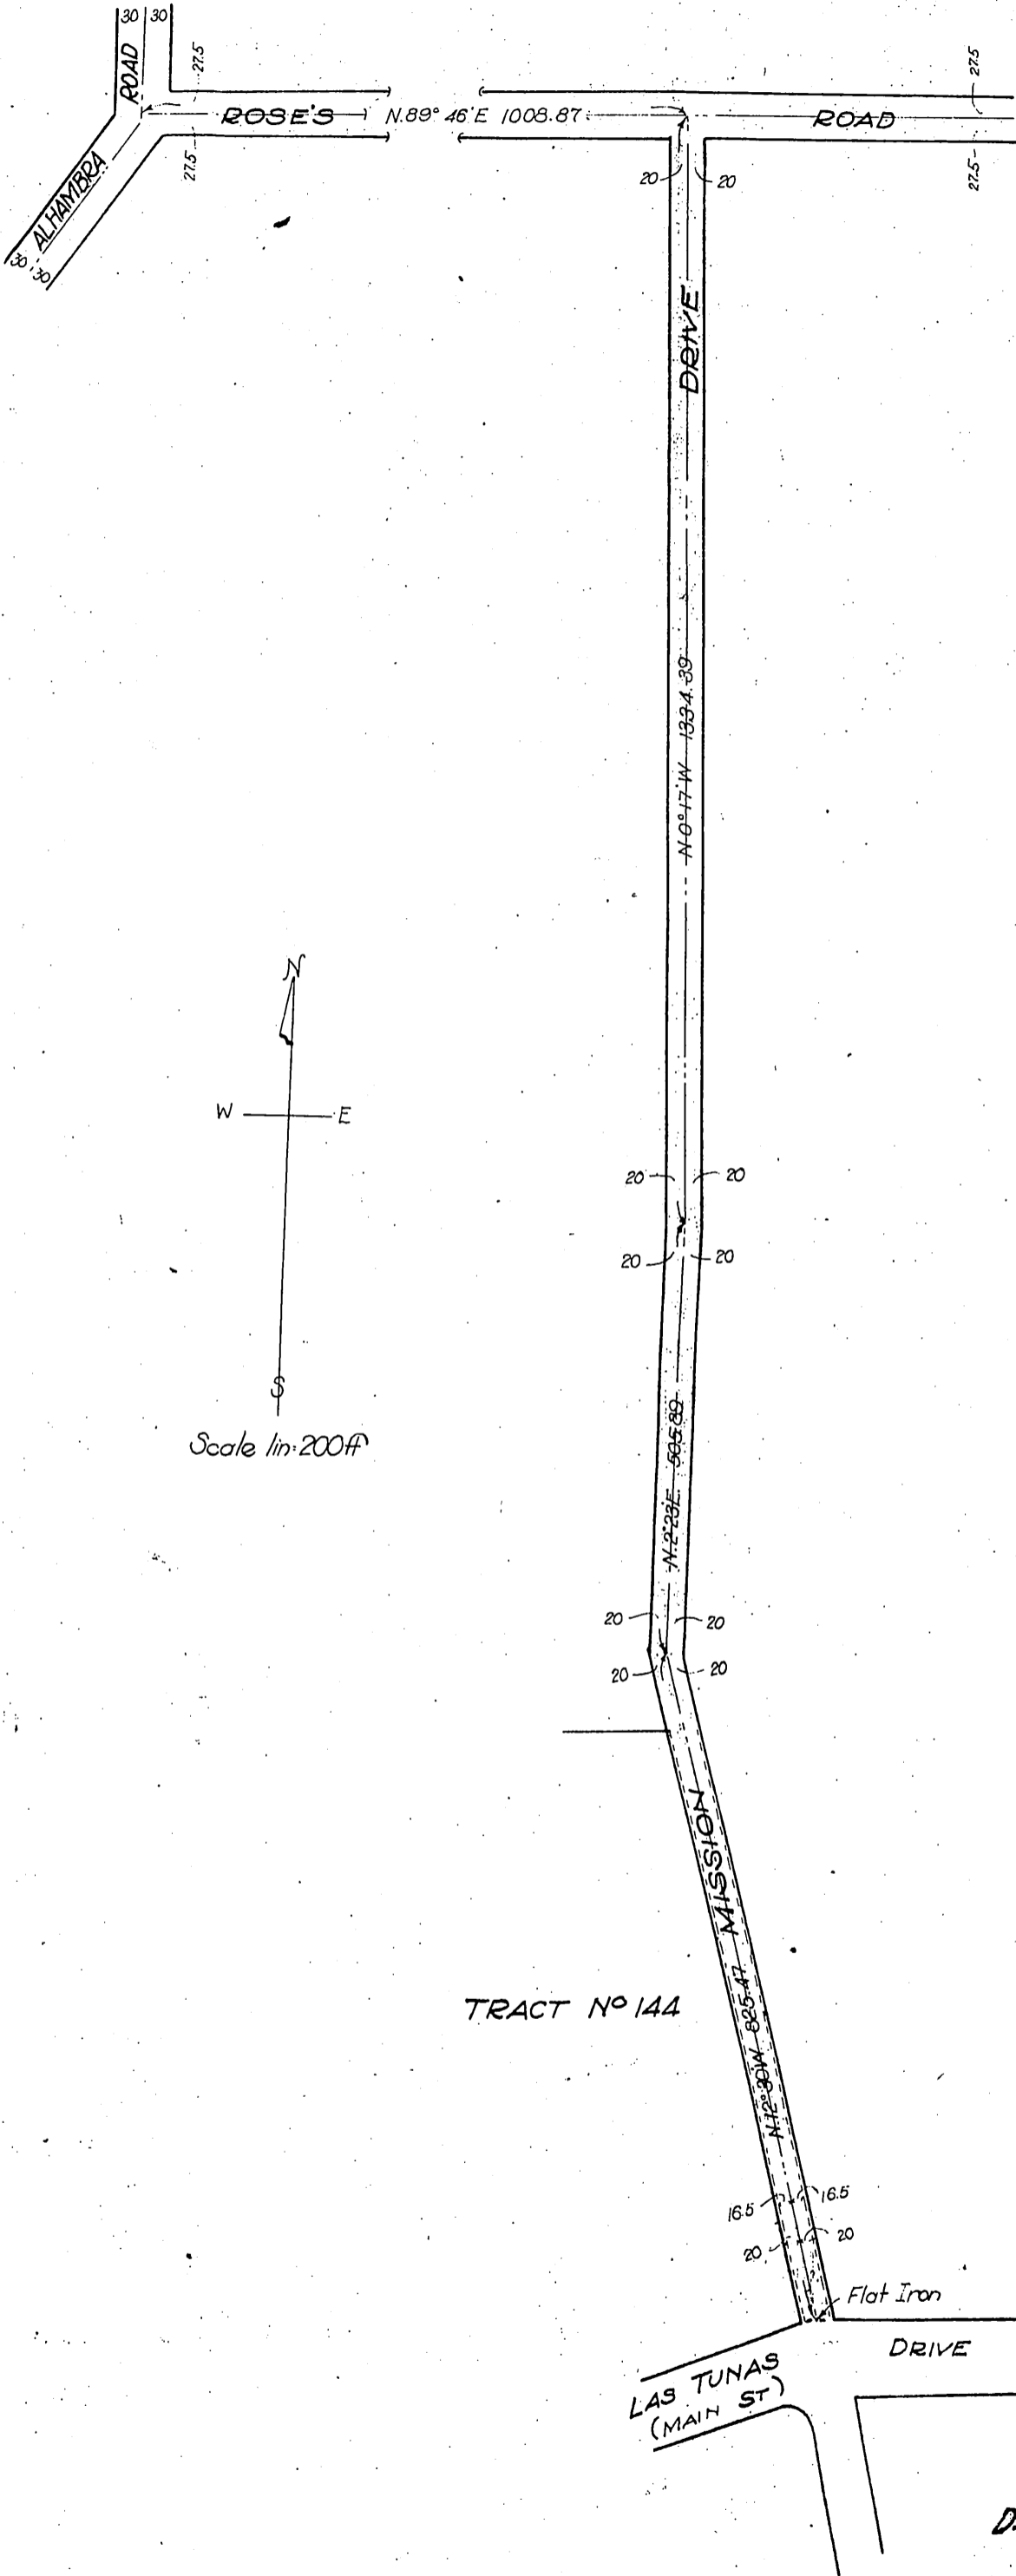 30 30
ROAD
27.5
27.5
ROSE'S N.89° 46'E 1008.87 ROAD
27.5
27.5
ALHAMBRA
30 30
20 20
DRIVE
N 0° 17' W 1334.39
N
W E
S
Scale 1in=200ft
20 20
20 20
N.2°23'E. 505.89
20 20
20 20
MISSION
TRACT Nº 144
N.12°30'W 825.47
16.5 16.5
20 20
Flat Iron
DRIVE
LAS TUNAS
(MAIN ST)
D.